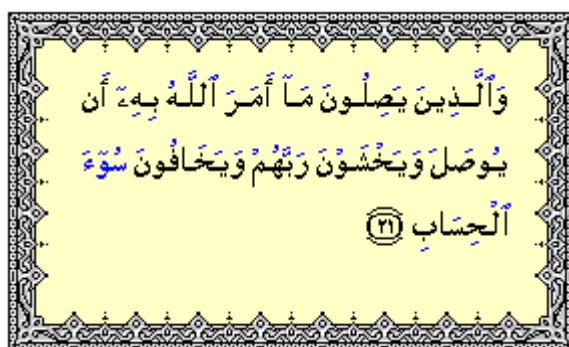 وَٱلَّذِينَ يَصِلُونَ مَآ أَمَرَ ٱللَّهُ بِهِۦٓ أَن
يُوصَلَ وَيَخْشَوْنَ رَبَّهُمْ وَيَخَافُونَ سُوٓءَ
ٱلْحِسَابِ ﴿٢١﴾